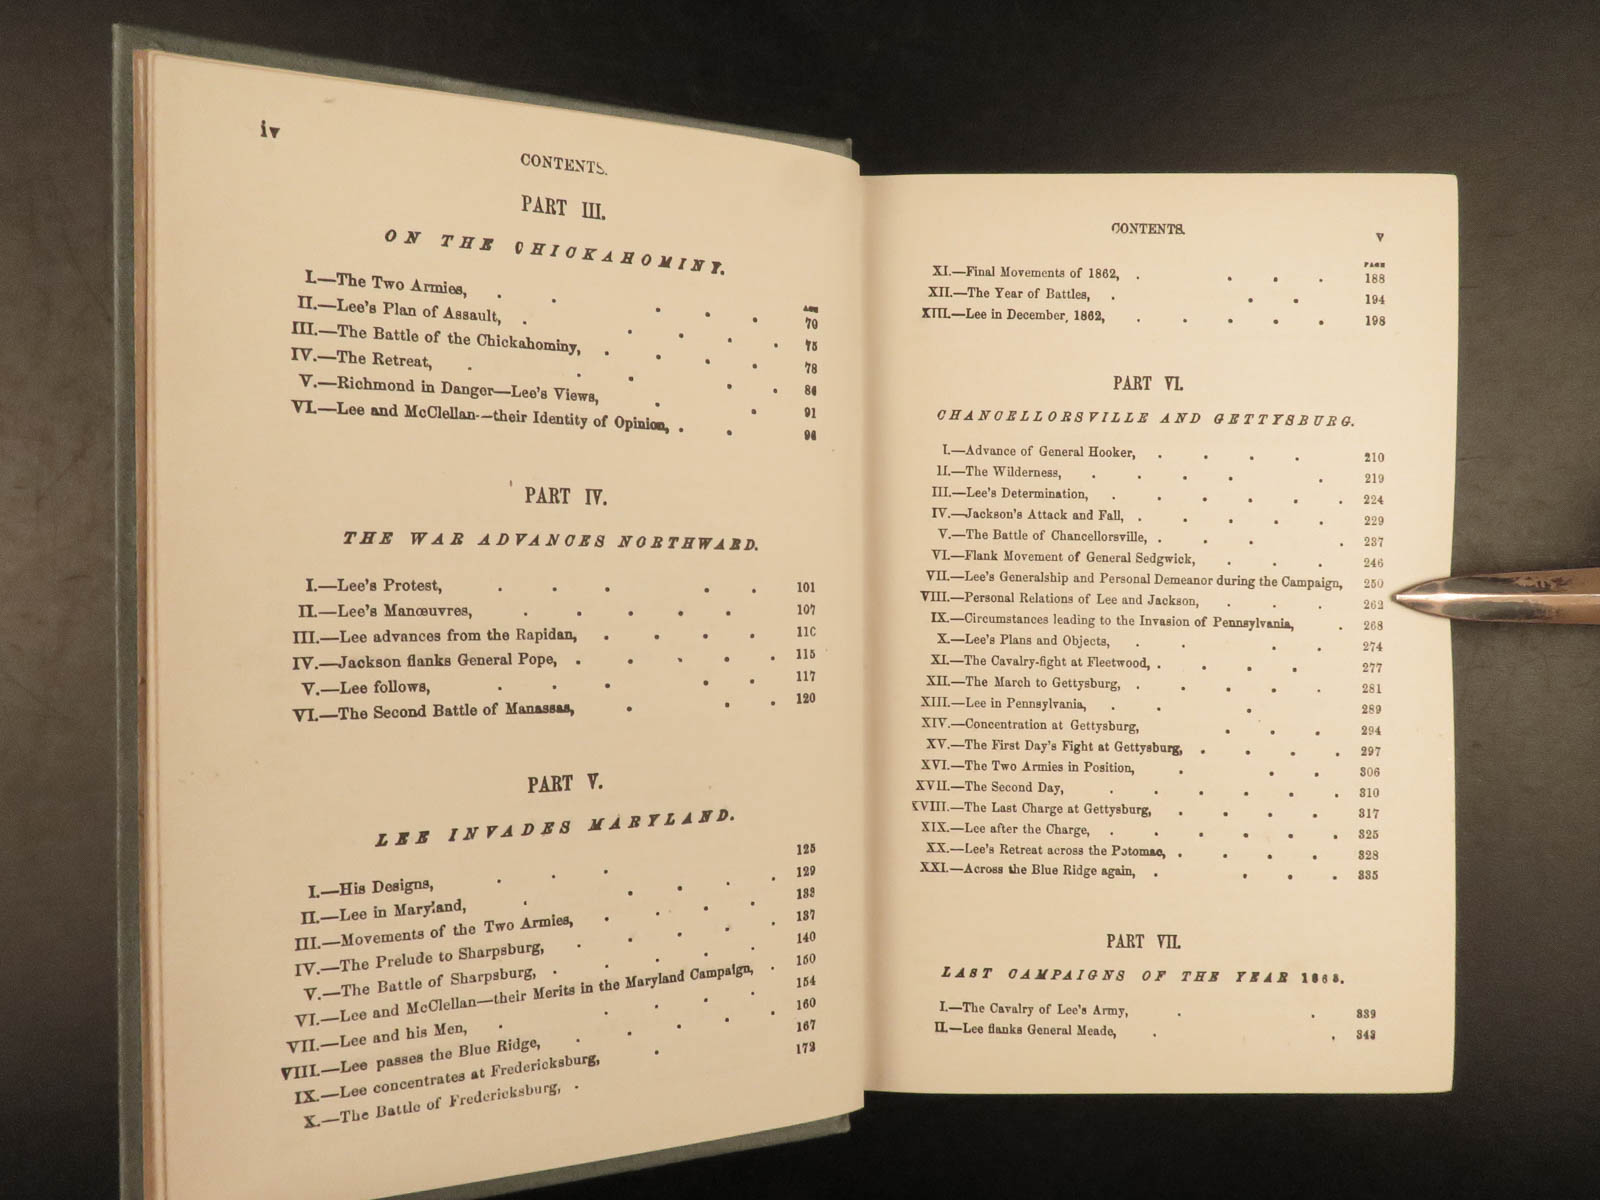 iv
CONTENTS.
PART III.
ON THE CHICKAHOMINY.
I.—The Two Armies, 70
II.—Lee's Plan of Assault, 75
III.—The Battle of the Chickahominy, 78
IV.—The Retreat, 84
V.—Richmond in Danger—Lee's Views, 91
VI.—Lee and McClellan—their Identity of Opinion, 94
PART IV.
THE WAR ADVANCES NORTHWARD.
I.—Lee's Protest, 101
II.—Lee's Manœuvres, 107
III.—Lee advances from the Rapidan, 110
IV.—Jackson flanks General Pope, 115
V.—Lee follows, 117
VI.—The Second Battle of Manassas, 120
PART V.
LEE INVADES MARYLAND.
I.—His Designs, 125
II.—Lee in Maryland, 129
III.—Movements of the Two Armies, 133
IV.—The Prelude to Sharpsburg, 137
V.—The Battle of Sharpsburg, 140
VI.—Lee and McClellan—their Merits in the Maryland Campaign, 150
VII.—Lee and his Men, 154
VIII.—Lee passes the Blue Ridge, 160
IX.—Lee concentrates at Fredericksburg, 167
X.—The Battle of Fredericksburg, 173
CONTENTS.
v
PAGE
XI.—Final Movements of 1862, 188
XII.—The Year of Battles, 194
XIII.—Lee in December, 1862, 198
PART VI.
CHANCELLORSVILLE AND GETTYSBURG.
I.—Advance of General Hooker, 210
II.—The Wilderness, 219
III.—Lee's Determination, 224
IV.—Jackson's Attack and Fall, 229
V.—The Battle of Chancellorsville, 237
VI.—Flank Movement of General Sedgwick, 246
VII.—Lee's Generalship and Personal Demeanor during the Campaign, 250
VIII.—Personal Relations of Lee and Jackson, 262
IX.—Circumstances leading to the Invasion of Pennsylvania, 268
X.—Lee's Plans and Objects, 274
XI.—The Cavalry-fight at Fleetwood, 277
XII.—The March to Gettysburg, 281
XIII.—Lee in Pennsylvania, 289
XIV.—Concentration at Gettysburg, 294
XV.—The First Day's Fight at Gettysburg, 297
XVI.—The Two Armies in Position, 306
XVII.—The Second Day, 310
XVIII.—The Last Charge at Gettysburg, 317
XIX.—Lee after the Charge, 325
XX.—Lee's Retreat across the Potomac, 328
XXI.—Across the Blue Ridge again, 335
PART VII.
LAST CAMPAIGNS OF THE YEAR 1863.
I.—The Cavalry of Lee's Army, 339
II.—Lee flanks General Meade, 343